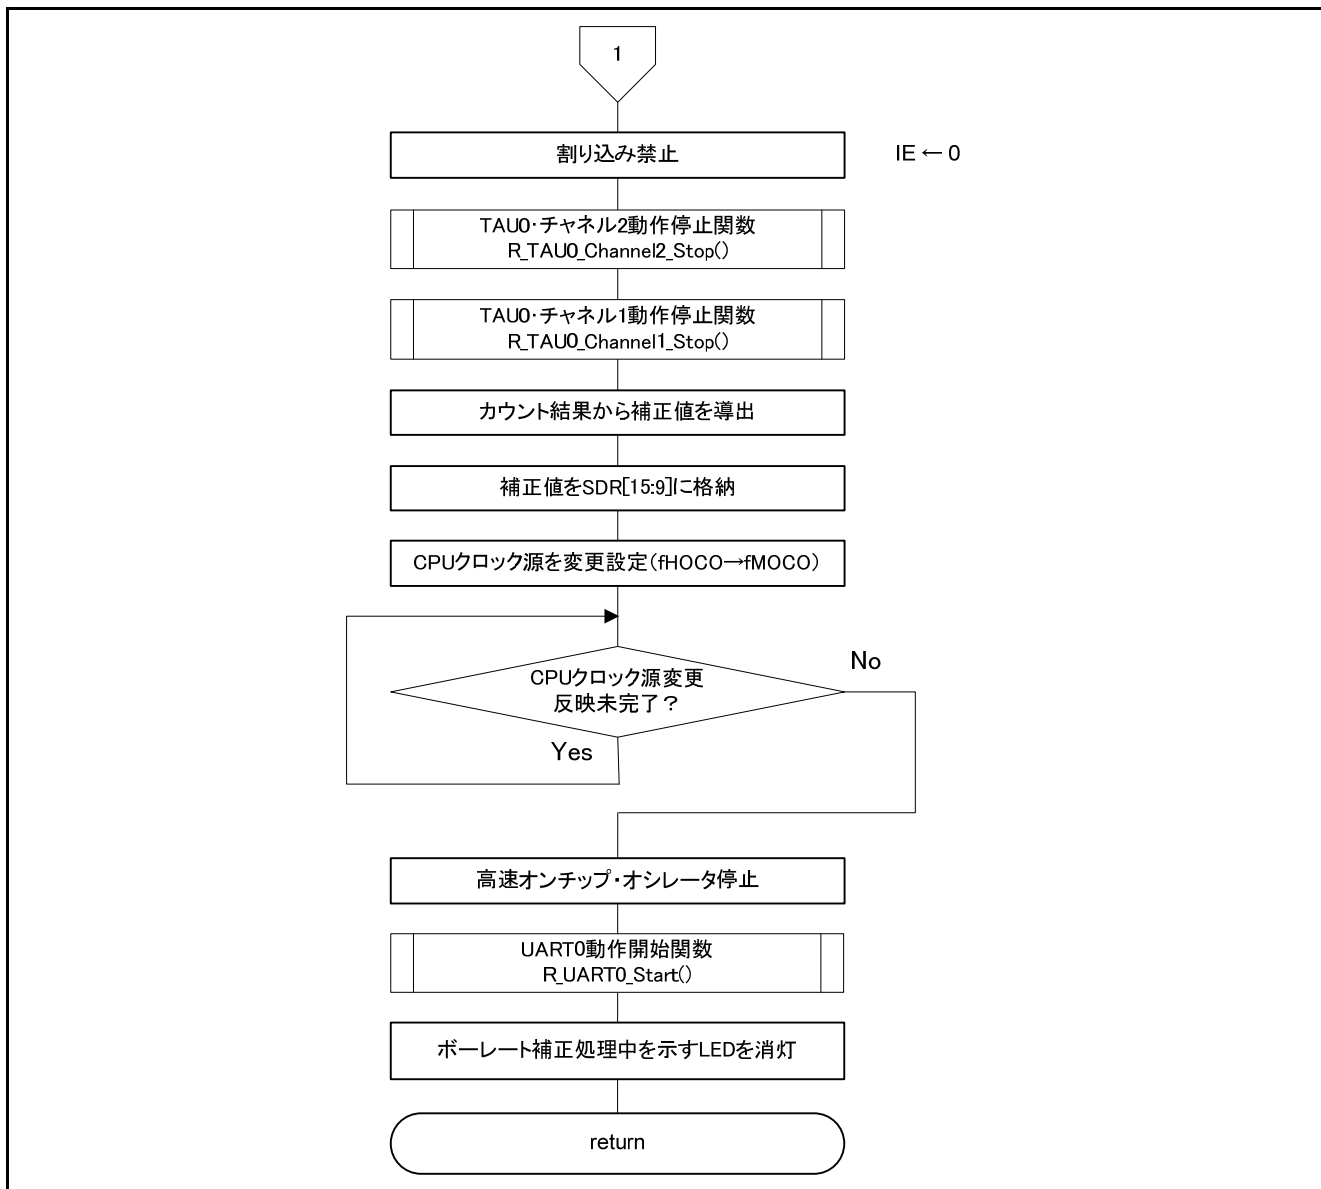 1
割り込み禁止
IE ← 0
TAU0・チャネル2動作停止関数
R_TAU0_Channel2_Stop()
TAU0・チャネル1動作停止関数
R_TAU0_Channel1_Stop()
カウント結果から補正値を導出
補正値をSDR[15:9]に格納
CPUクロック源を変更設定(fHOCO→fMOCO)
No
CPUクロック源変更
反映未完了？
Yes
高速オンチップ・オシレータ停止
UART0動作開始関数
R_UART0_Start()
ボーレート補正処理中を示すLEDを消灯
return